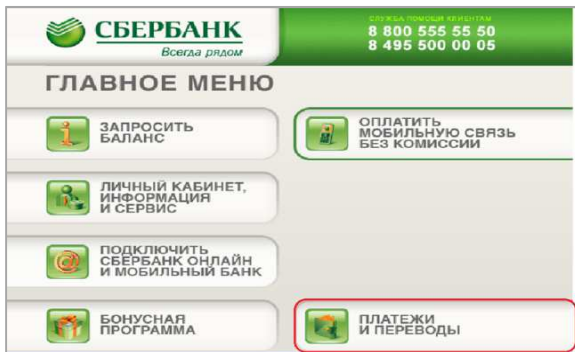 СБЕРБАНК
Всегда рядом
СЛУЖБА ПОМОЩИ КЛИЕНТАМ
8 800 555 55 50
8 495 500 00 05
ГЛАВНОЕ МЕНЮ
ЗАПРОСИТЬ
БАЛАНС
ОПЛАТИТЬ
МОБИЛЬНУЮ СВЯЗЬ
БЕЗ КОМИССИИ
ЛИЧНЫЙ КАБИНЕТ,
ИНФОРМАЦИЯ
И СЕРВИС
ПОДКЛЮЧИТЬ
СБЕРБАНК ОНЛАЙН
И МОБИЛЬНЫЙ БАНК
БОНУСНАЯ
ПРОГРАММА
ПЛАТЕЖИ
И ПЕРЕВОДЫ